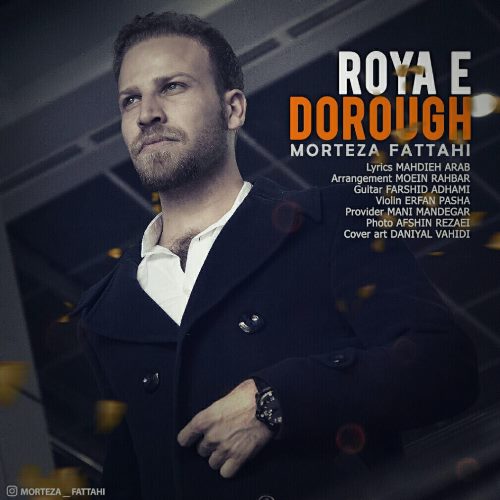 ROYA E
DOROUGH
MORTEZA FATTAHI
Lyrics MAHDIEH ARAB
Arrangement MOEIN RAHBAR
Guitar FARSHID ADHAMI
Violin ERFAN PASHA
Provider MANI MANDEGAR
Photo AFSHIN REZAEI
Cover art DANIYAL VAHIDI
MORTEZA__FATTAHI